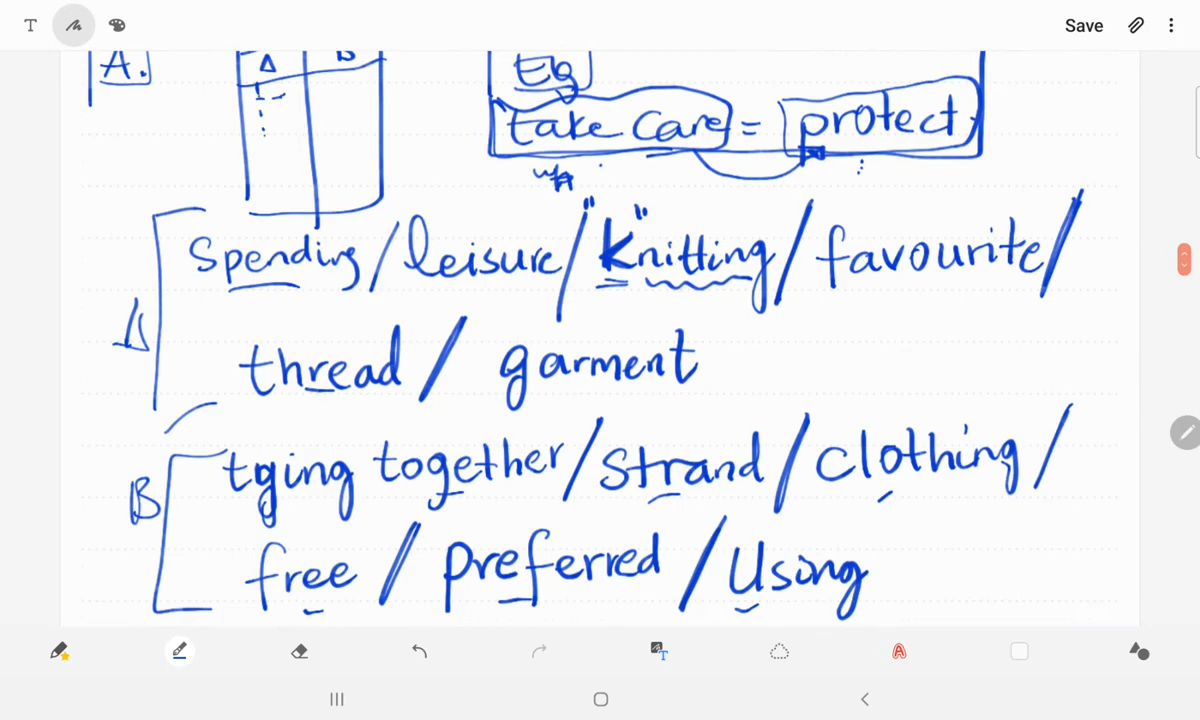 T Save
A. A B Eg
take care = protect
Spending / leisure / "Knitting" / favourite /
A
thread / garment
B tying together / strand / clothing /
free / preferred / Using